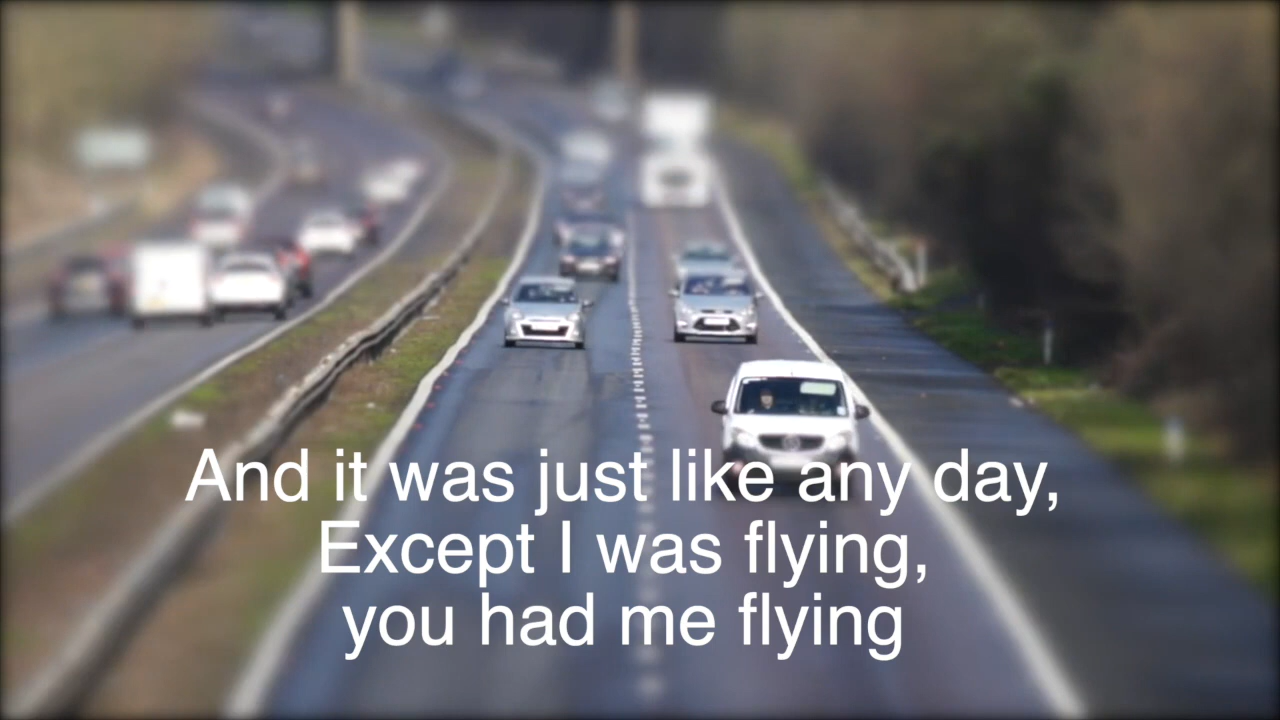 And it was just like any day,
Except I was flying,
you had me flying